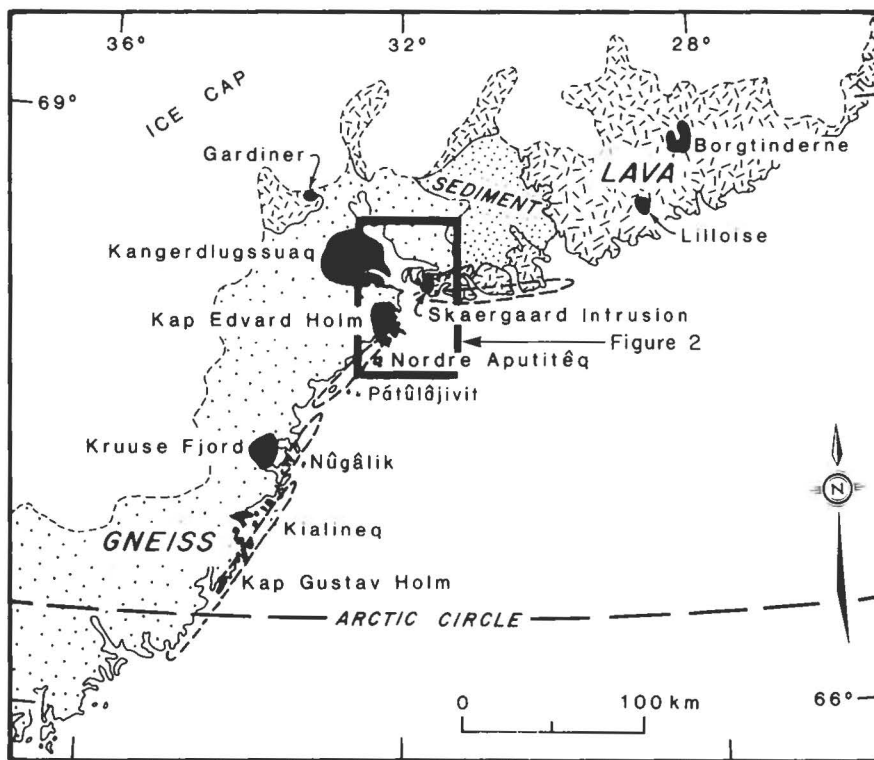 36° 32° 28°
69°
ICE CAP
Borgtinderne
Gardiner
LAVA
SEDIMENT
Lilloise
Kangerdlugssuaq
Skaergaard Intrusion
Kap Edvard Holm
Figure 2
Nordre Aputitêq
Pátûlâjivit
Kruuse Fjord
Nûgâlik
N
Kialineq
GNEISS
Kap Gustav Holm
ARCTIC CIRCLE
0 100 km
66°